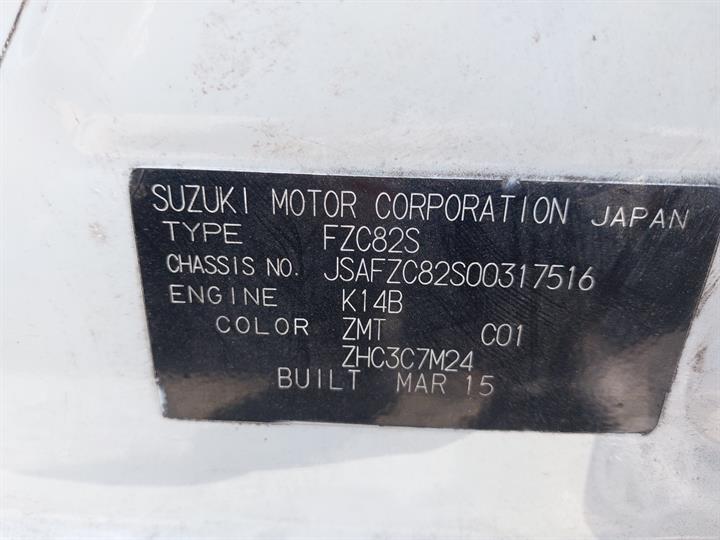 SUZUKI MOTOR CORPORATION JAPAN
TYPE FZC82S
CHASSIS NO. JSAFZC82S00317516
ENGINE K14B
COLOR ZMT C01
ZHC3C7M24
BUILT MAR 15